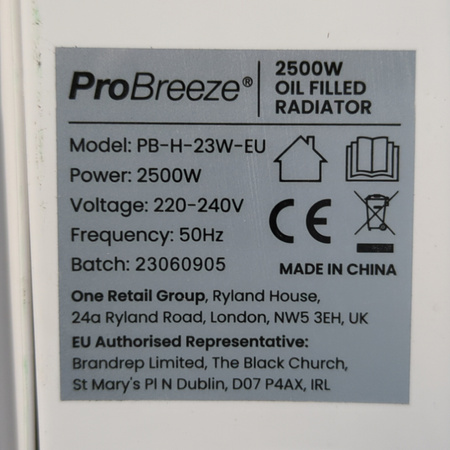 ProBreeze®
2500W
OIL FILLED
RADIATOR
Model: PB-H-23W-EU
Power: 2500W
Voltage: 220-240V
Frequency: 50Hz
Batch: 23060905
CE
MADE IN CHINA
One Retail Group, Ryland House,
24a Ryland Road, London, NW5 3EH, UK
EU Authorised Representative:
Brandrep Limited, The Black Church,
St Mary's Pl N Dublin, D07 P4AX, IRL